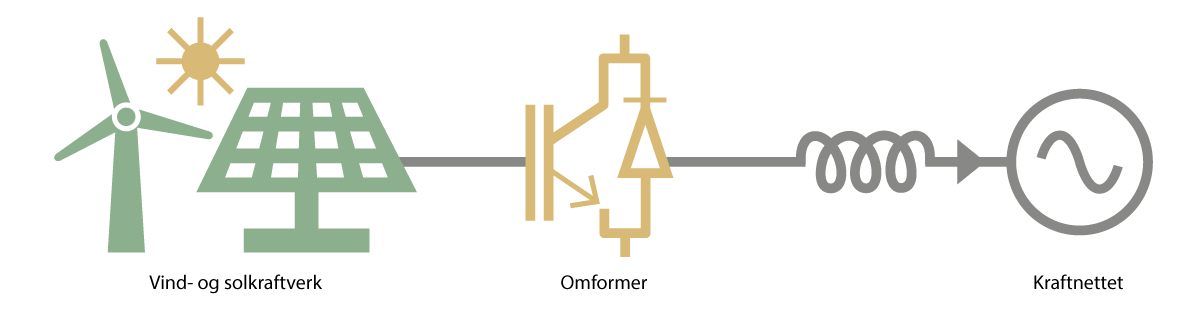 Vind- og solkraftverk
Omformer
Kraftnettet